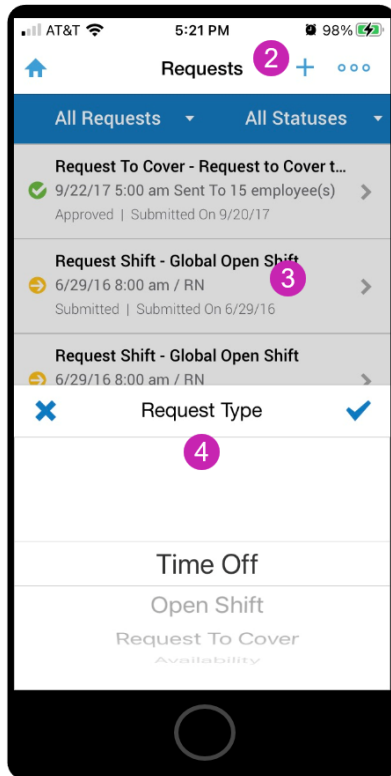 AT&T 5:21 PM 98%
Requests 2 +
All Requests All Statuses
Request To Cover - Request to Cover t...
9/22/17 5:00 am Sent To 15 employee(s)
Approved | Submitted On 9/20/17
Request Shift - Global Open Shift
3
6/29/16 8:00 am / RN
Submitted | Submitted On 6/29/16
Request Shift - Global Open Shift
6/29/16 8:00 am / RN
Request Type
4
Time Off
Open Shift
Request To Cover
Availability